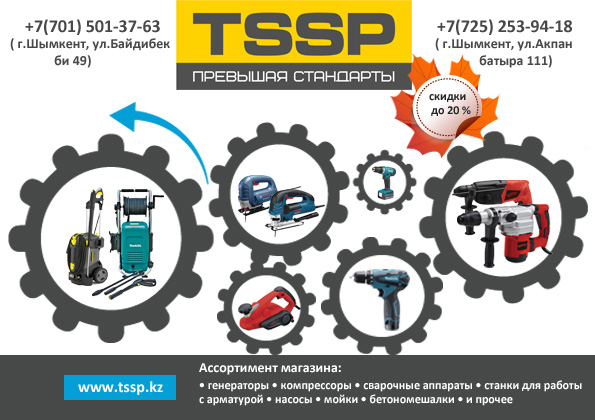 +7(701) 501-37-63
( г.Шымкент, ул.Байдибек
би 49)
TSSP
ПРЕВЫШАЯ СТАНДАРТЫ
+7(725) 253-94-18
( г.Шымкент, ул.Акпан
батыра 111)
скидки
до 20 %
makita
www.tssp.kz
Ассортимент магазина:
• генераторы • компрессоры • сварочные аппараты • станки для работы
с арматурой • насосы • мойки • бетономешалки • и прочее